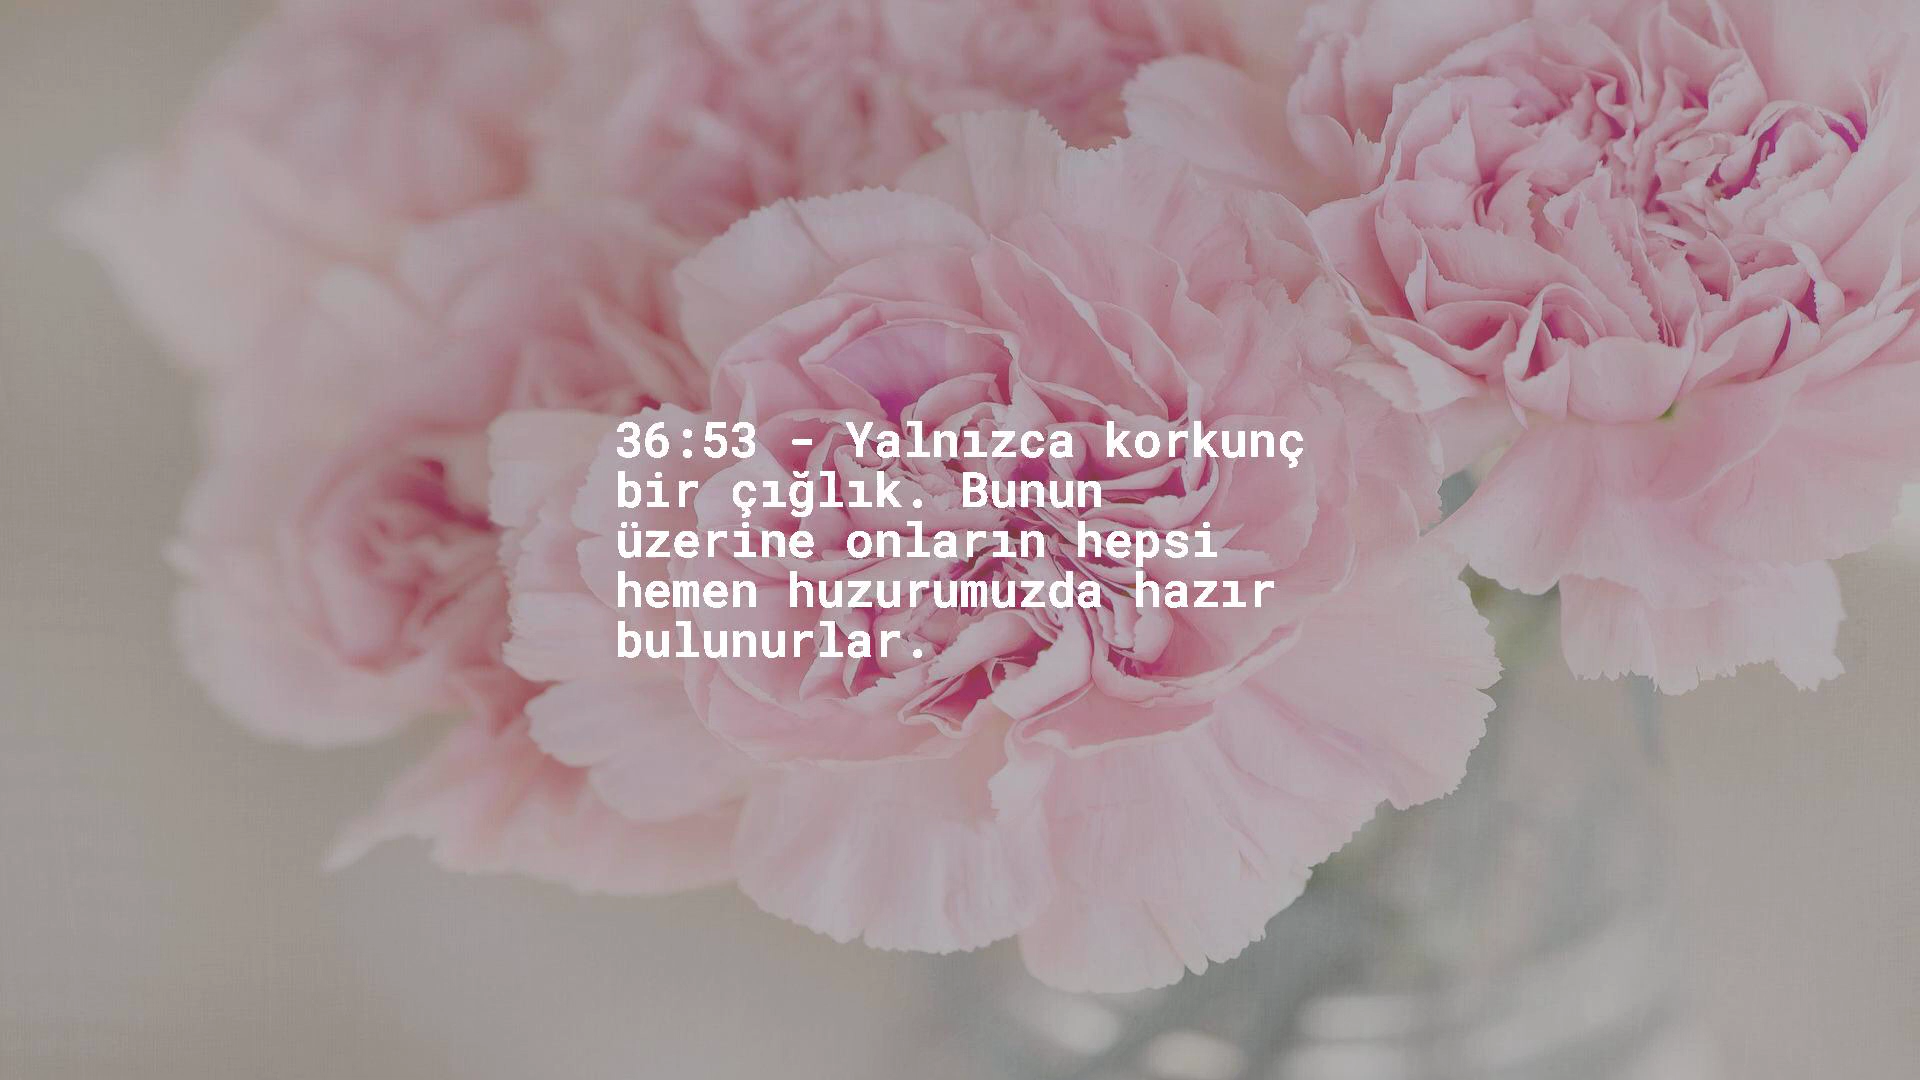 36:53 - Yalnızca korkunç
bir çığlık. Bunun
üzerine onların hepsi
hemen huzurumuzda hazır
bulunurlar.